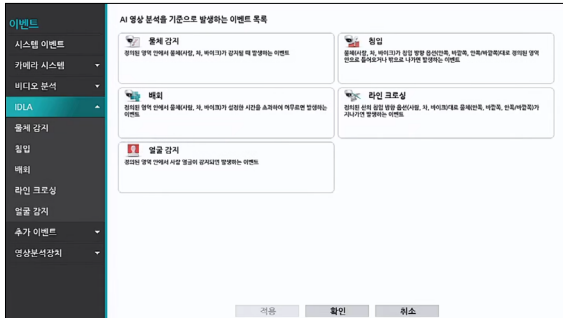 이벤트
시스템 이벤트
카메라 시스템
비디오 분석
IDLA
물체 감지
침입
배회
라인 크로싱
얼굴 감지
추가 이벤트
영상분석장치
AI 영상 분석을 기준으로 발생하는 이벤트 목록
물체 감지
정의된 영역 안에서 물체(사람, 차, 바이크)가 감지될 때 발생하는 이벤트
침입
물체(사람, 차, 바이크)가 침입 방향 옵션(안쪽, 바깥쪽, 안쪽/바깥쪽)대로 정의된 영역
안으로 들어오거나 밖으로 나가면 발생하는 이벤트
배회
정의된 영역 안에서 물체(사람, 차, 바이크)가 설정한 시간을 초과하여 머무르면 발생하는
이벤트
라인 크로싱
정의된 선의 침입 방향 옵션(사람, 차, 바이크)대로 물체(안쪽, 바깥쪽, 안쪽/바깥쪽)가
지나가면 발생하는 이벤트
얼굴 감지
정의된 영역 안에서 사람 얼굴이 감지되면 발생하는 이벤트
적용
확인
취소